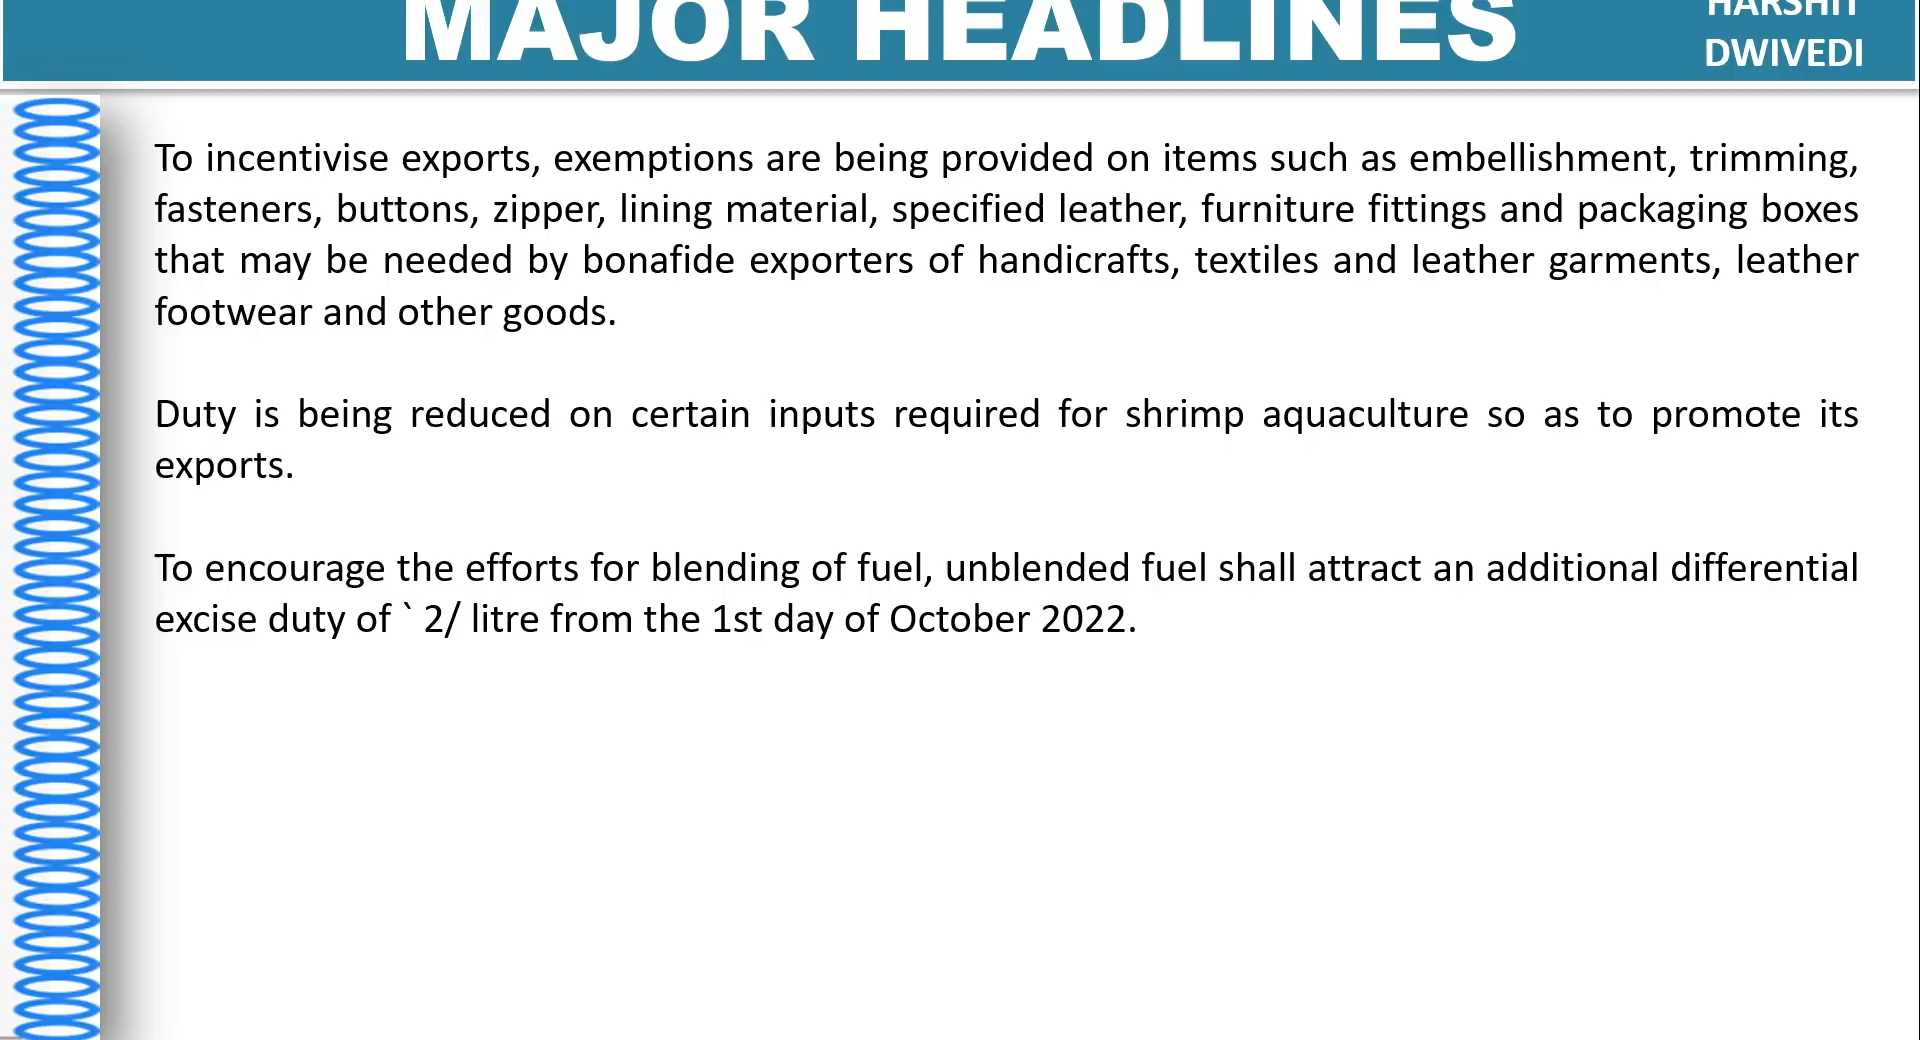 MAJOR HEADLINES
HARSHIT
DWIVEDI
To incentivise exports, exemptions are being provided on items such as embellishment, trimming,
fasteners, buttons, zipper, lining material, specified leather, furniture fittings and packaging boxes
that may be needed by bonafide exporters of handicrafts, textiles and leather garments, leather
footwear and other goods.
Duty is being reduced on certain inputs required for shrimp aquaculture so as to promote its
exports.
To encourage the efforts for blending of fuel, unblended fuel shall attract an additional differential
excise duty of ` 2/ litre from the 1st day of October 2022.